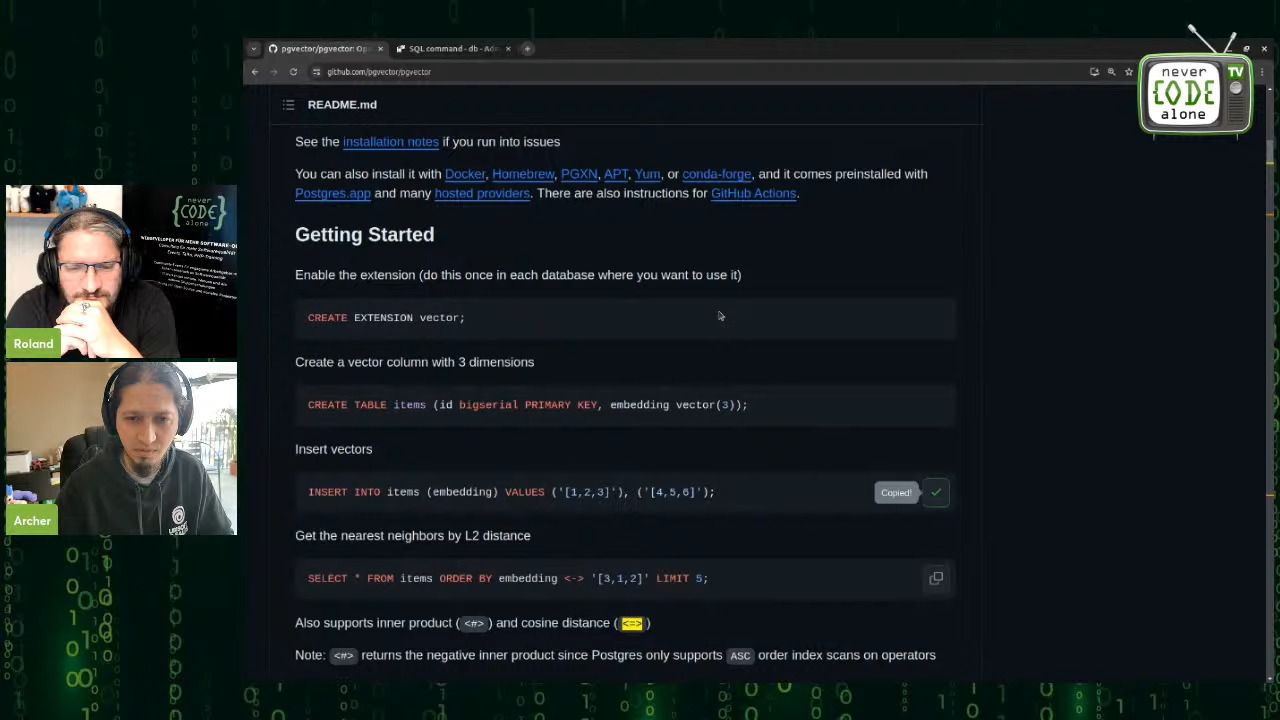 pgvector/pgvector: Op
SQL command - db - Ad
github.com/pgvector/pgvector
never
CODE
alone
TV
README.md
See the installation notes if you run into issues
You can also install it with Docker, Homebrew, PGXN, APT, Yum, or conda-forge, and it comes preinstalled with
Postgres.app and many hosted providers. There are also instructions for GitHub Actions.
Getting Started
Enable the extension (do this once in each database where you want to use it)
CREATE EXTENSION vector;
Create a vector column with 3 dimensions
CREATE TABLE items (id bigserial PRIMARY KEY, embedding vector(3));
Insert vectors
INSERT INTO items (embedding) VALUES ('[1,2,3]'), ('[4,5,6]');
Copied!
Get the nearest neighbors by L2 distance
SELECT * FROM items ORDER BY embedding <-> '[3,1,2]' LIMIT 5;
Also supports inner product (<#>) and cosine distance (<=>)
Note: <#> returns the negative inner product since Postgres only supports ASC order index scans on operators
never
CODE
alone
Roland
Archer